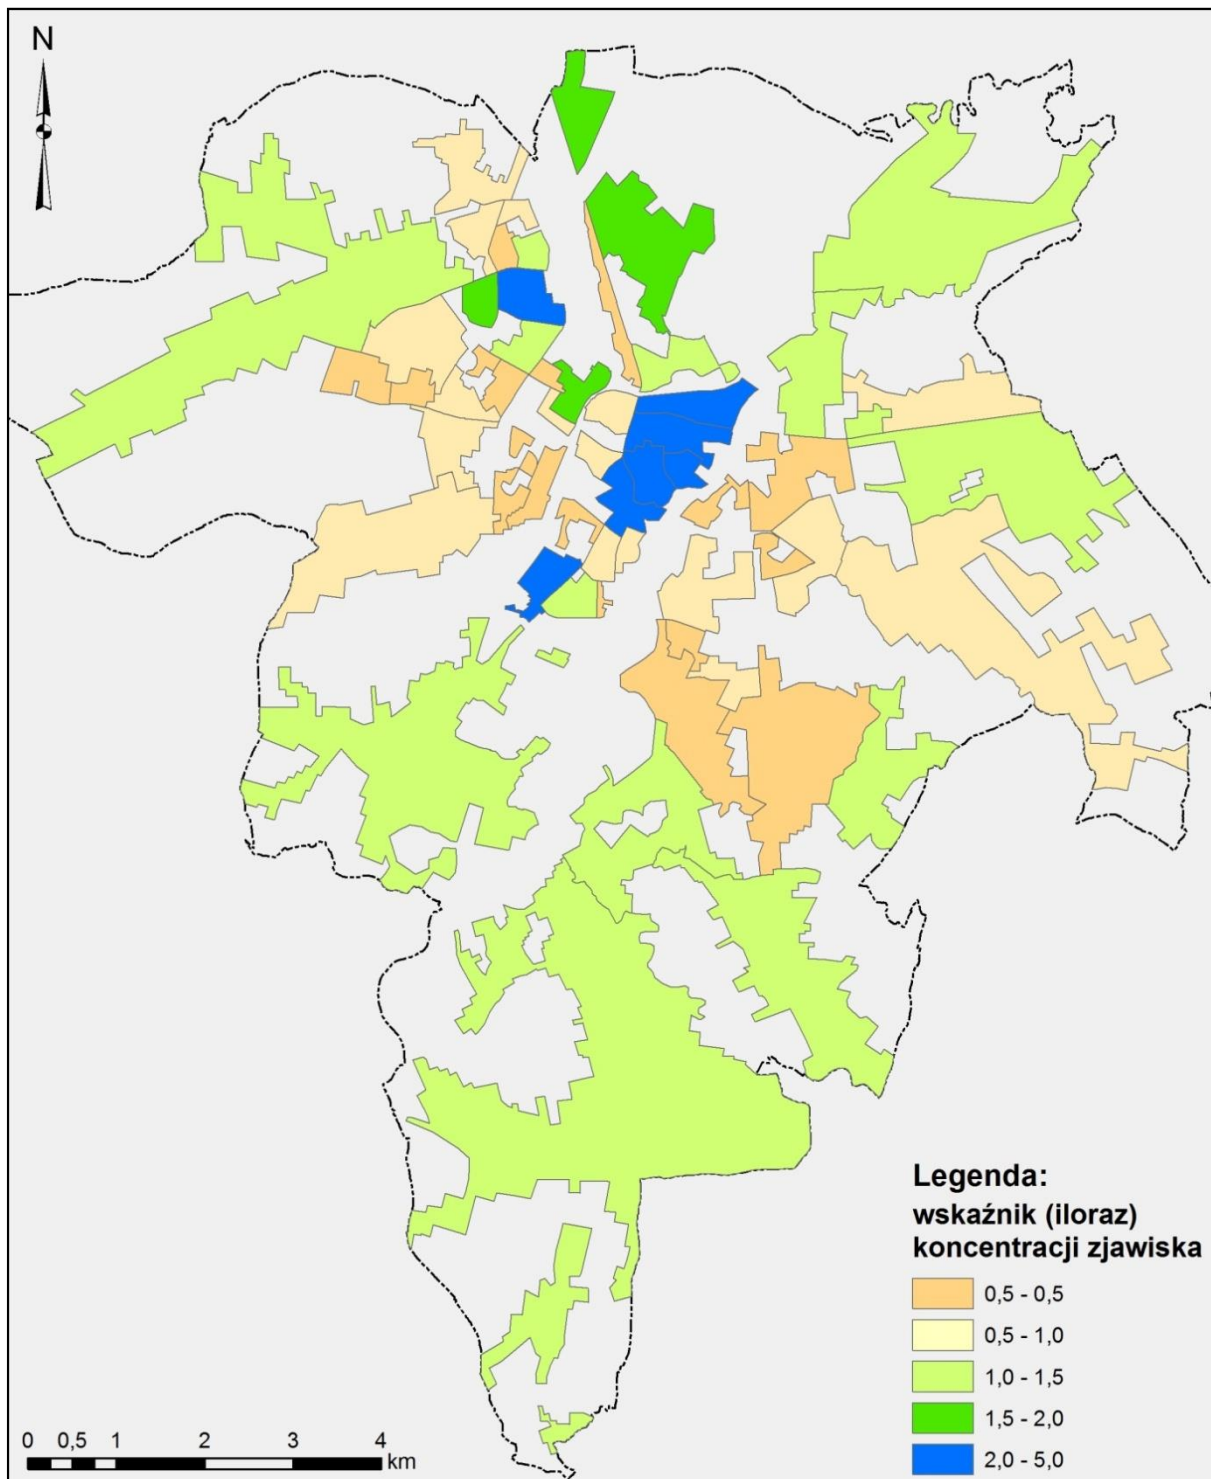 N
Legenda:
wskaźnik (iloraz)
koncentracji zjawiska
0,5 - 0,5
0,5 - 1,0
1,0 - 1,5
1,5 - 2,0
2,0 - 5,0
0 0,5 1 2 3 4
km